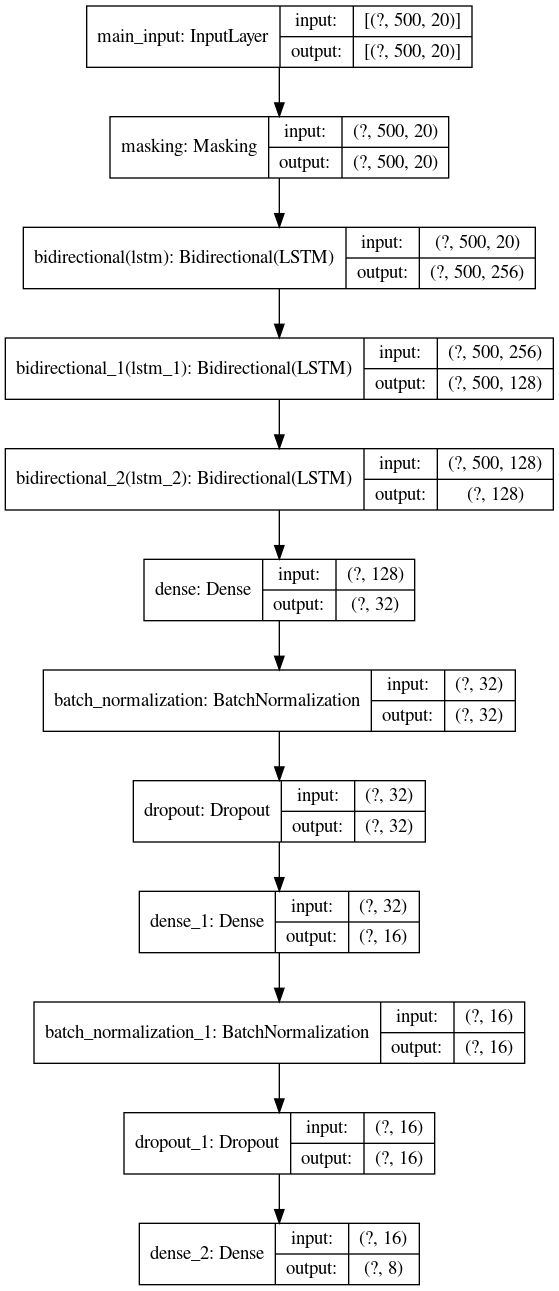 main_input: InputLayer
input:
[(?, 500, 20)]
output:
[(?, 500, 20)]
masking: Masking
input:
(?, 500, 20)
output:
(?, 500, 20)
bidirectional(lstm): Bidirectional(LSTM)
input:
(?, 500, 20)
output:
(?, 500, 256)
bidirectional_1(lstm_1): Bidirectional(LSTM)
input:
(?, 500, 256)
output:
(?, 500, 128)
bidirectional_2(lstm_2): Bidirectional(LSTM)
input:
(?, 500, 128)
output:
(?, 128)
dense: Dense
input:
(?, 128)
output:
(?, 32)
batch_normalization: BatchNormalization
input:
(?, 32)
output:
(?, 32)
dropout: Dropout
input:
(?, 32)
output:
(?, 32)
dense_1: Dense
input:
(?, 32)
output:
(?, 16)
batch_normalization_1: BatchNormalization
input:
(?, 16)
output:
(?, 16)
dropout_1: Dropout
input:
(?, 16)
output:
(?, 16)
dense_2: Dense
input:
(?, 16)
output:
(?, 8)